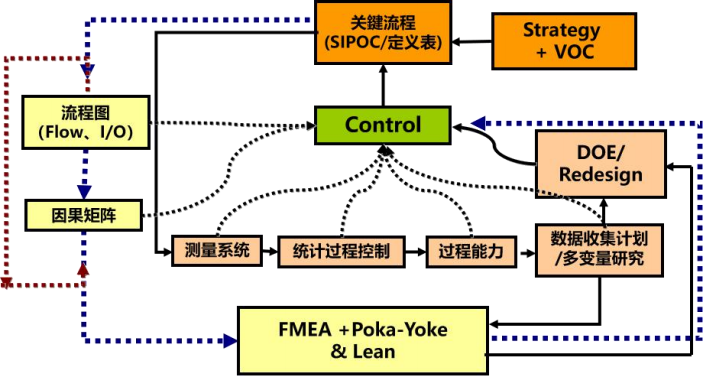 关键流程
(SIPOC/定义表)
Strategy
+ VOC
流程图
(Flow、I/O)
Control
DOE/
Redesign
因果矩阵
测量系统
统计过程控制
过程能力
数据收集计划
/多变量研究
FMEA +Poka-Yoke
& Lean